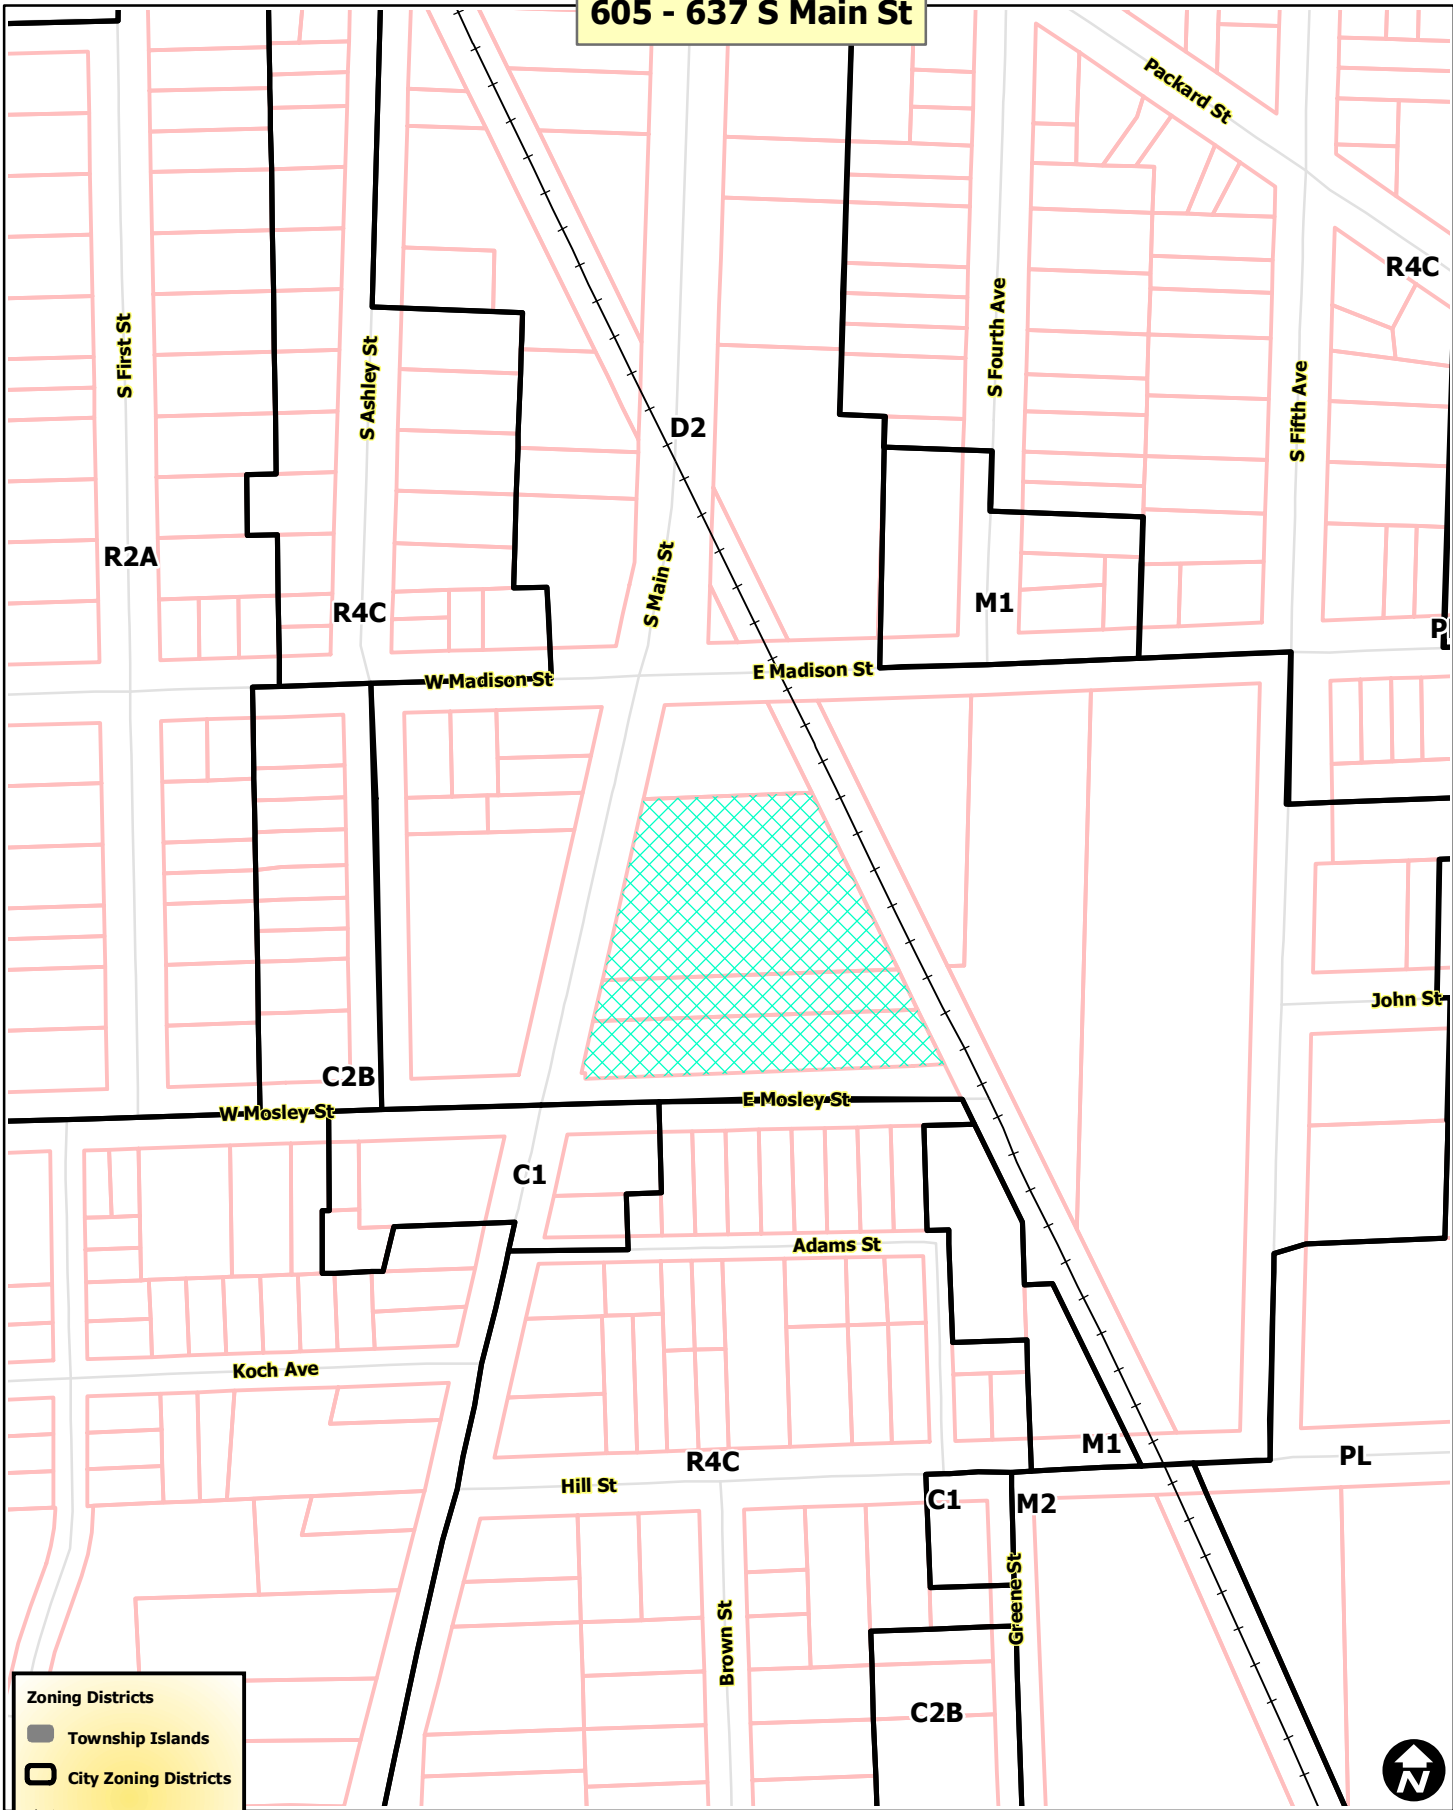 605 - 637 S Main St
Packard St
R4C
S First St
S Ashley St
S Fourth Ave
S Fifth Ave
D2
R2A
S Main St
R4C
M1
P
W Madison St
E Madison St
John St
C2B
W Mosley St
E Mosley St
C1
Adams St
Koch Ave
R4C
Hill St
M1
PL
C1
M2
Greene St
Brown St
C2B
Zoning Districts
Township Islands
City Zoning Districts
N